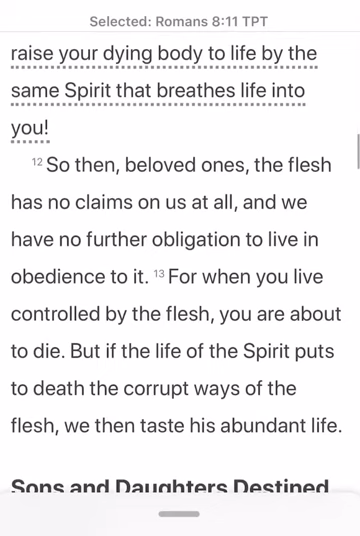 Selected: Romans 8:11 TPT
raise your dying body to life by the
same Spirit that breathes life into
you!
12 So then, beloved ones, the flesh
has no claims on us at all, and we
have no further obligation to live in
obedience to it. 13 For when you live
controlled by the flesh, you are about
to die. But if the life of the Spirit puts
to death the corrupt ways of the
flesh, we then taste his abundant life.
Sons and Daughters Destined